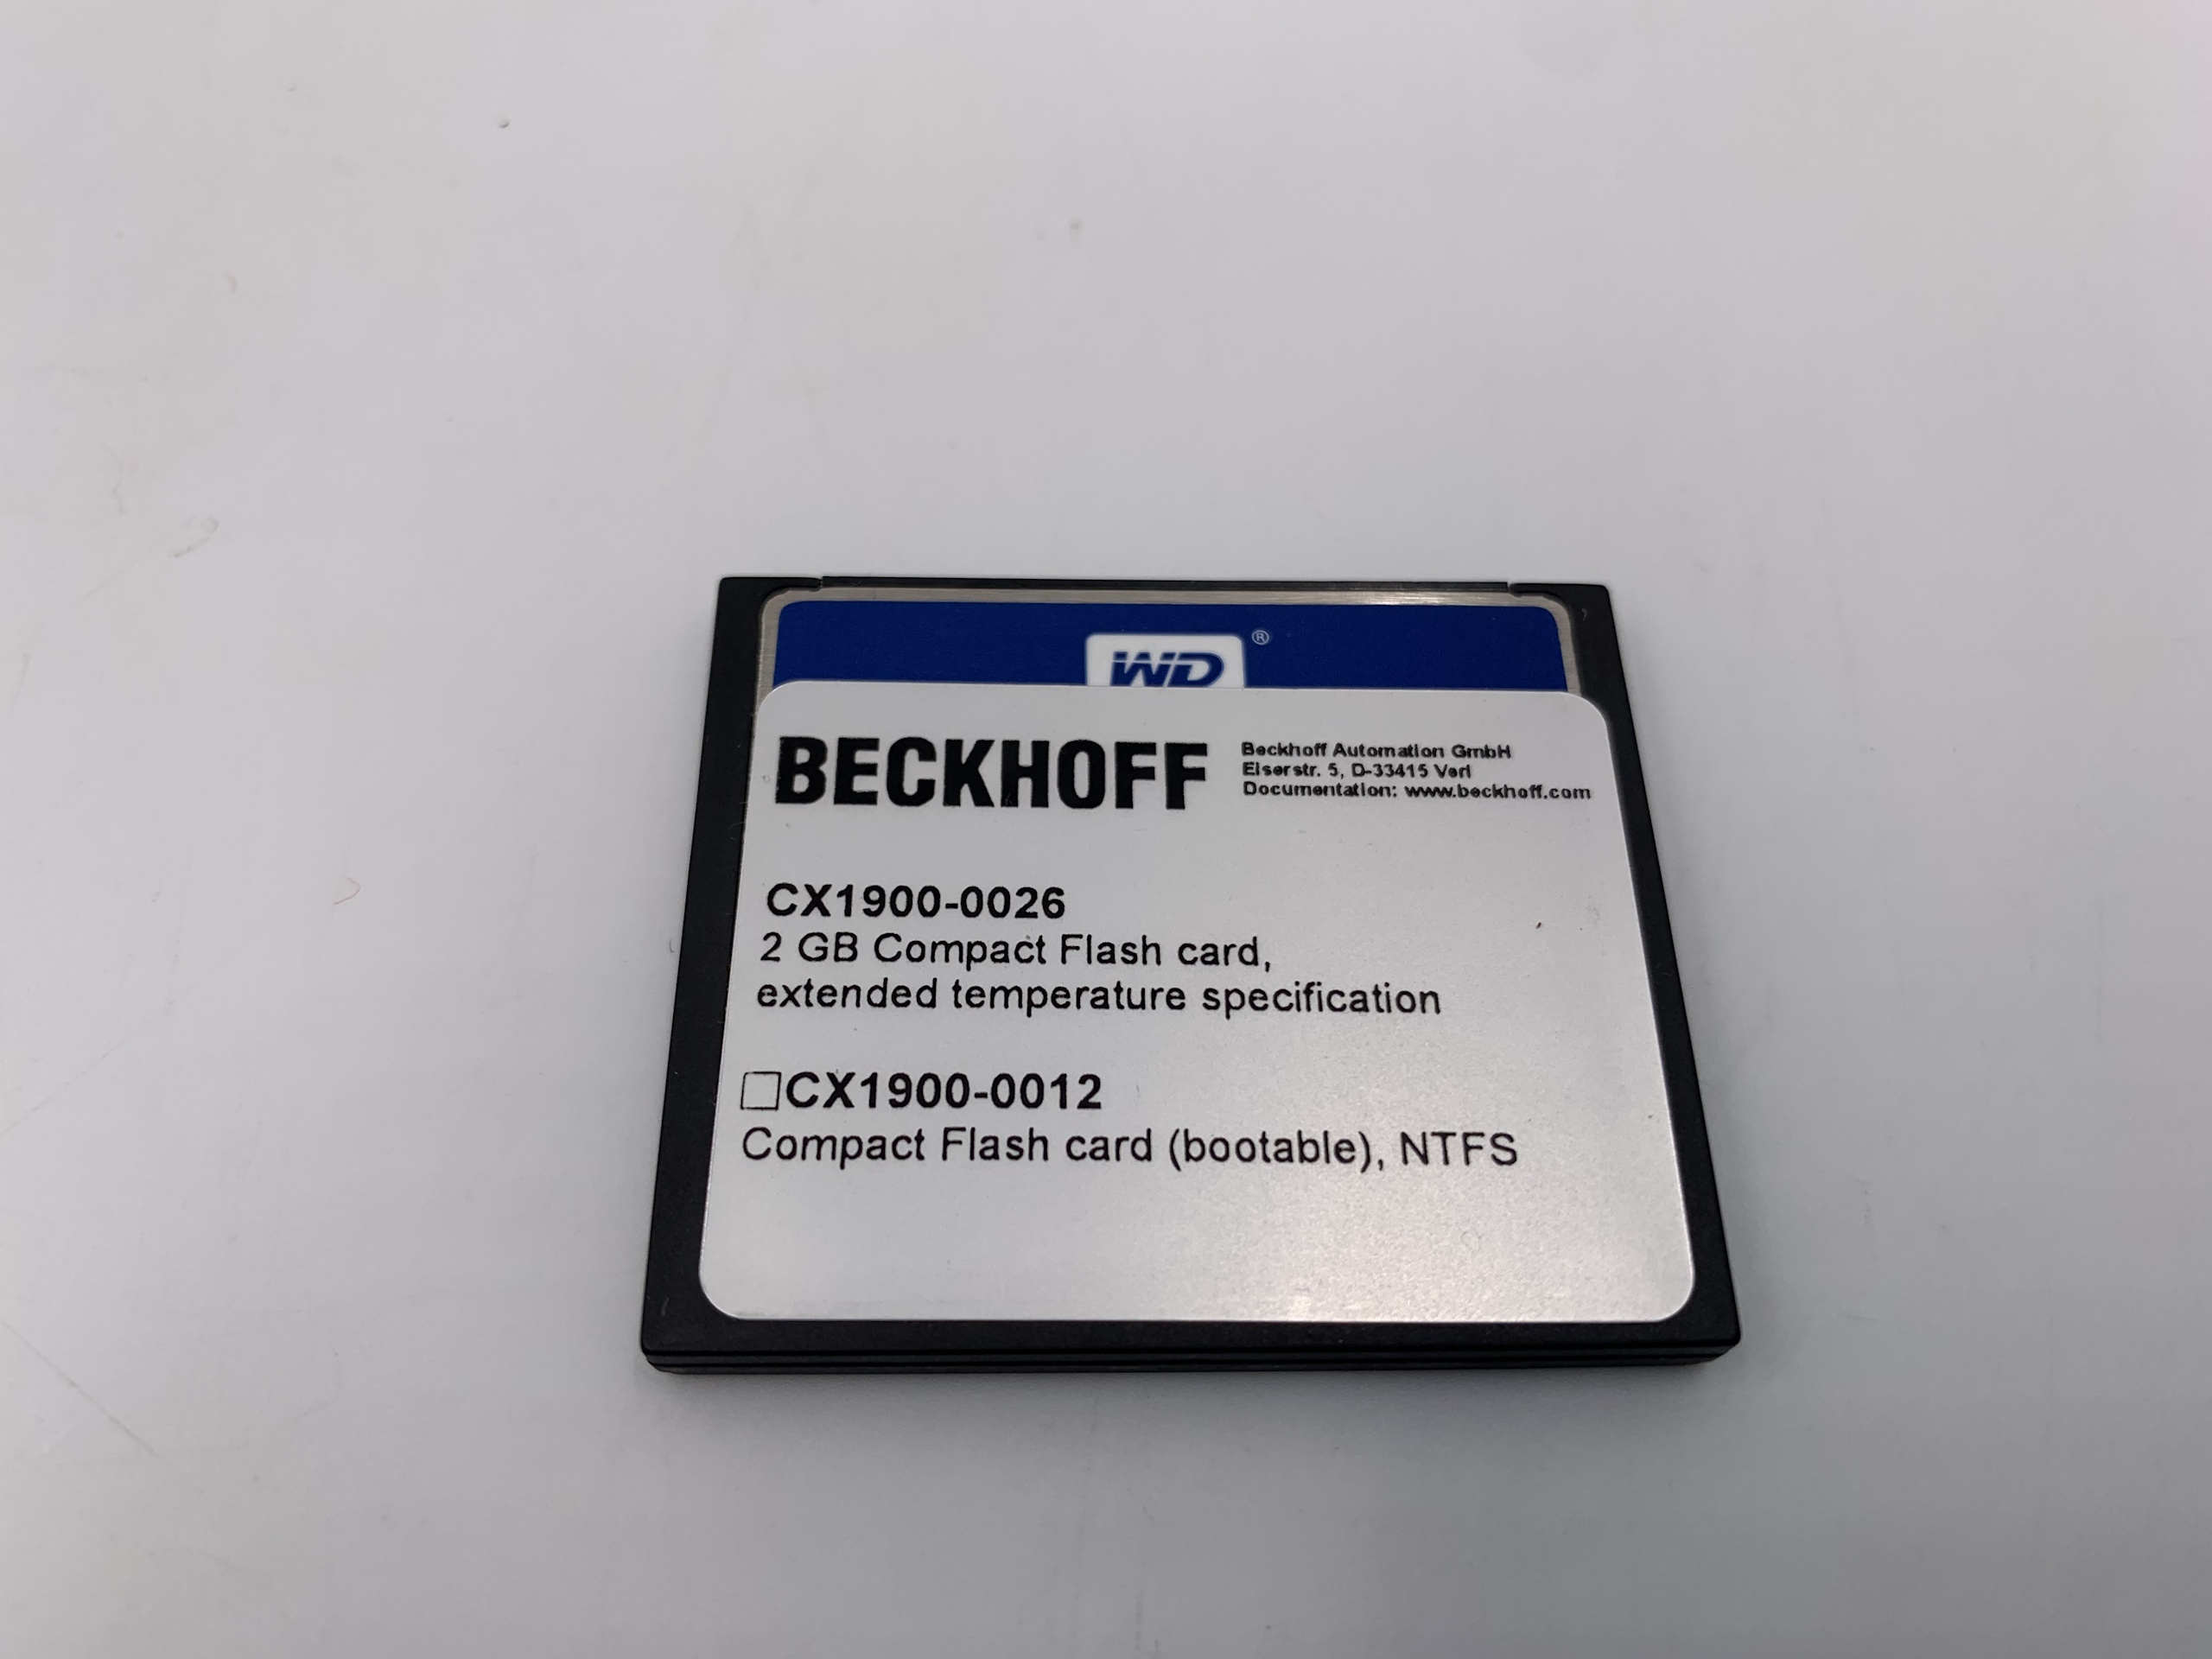 WD®
BECKHOFF
Beckhoff Automation GmbH
Eiserstr. 5, D-33415 Verl
Documentation: www.beckhoff.com
CX1900-0026
2 GB Compact Flash card,
extended temperature specification
☐CX1900-0012
Compact Flash card (bootable), NTFS